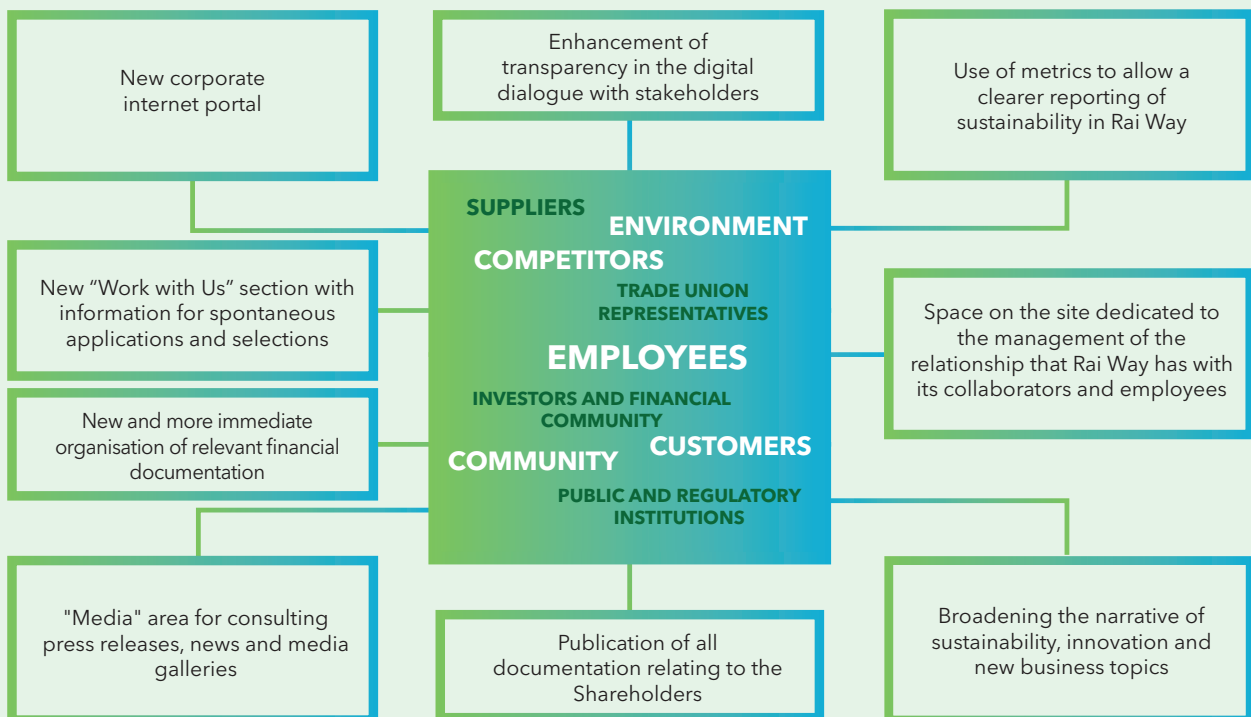 New corporate
internet portal
Enhancement of
transparency in the digital
dialogue with stakeholders
Use of metrics to allow a
clearer reporting of
sustainability in Rai Way
New “Work with Us” section with
information for spontaneous
applications and selections
New and more immediate
organisation of relevant financial
documentation
SUPPLIERS
ENVIRONMENT
COMPETITORS
TRADE UNION
REPRESENTATIVES
EMPLOYEES
INVESTORS AND FINANCIAL
COMMUNITY
CUSTOMERS
COMMUNITY
PUBLIC AND REGULATORY
INSTITUTIONS
Space on the site dedicated to
the management of the
relationship that Rai Way has with
its collaborators and employees
"Media" area for consulting
press releases, news and media
galleries
Publication of all
documentation relating to the
Shareholders
Broadening the narrative of
sustainability, innovation and
new business topics